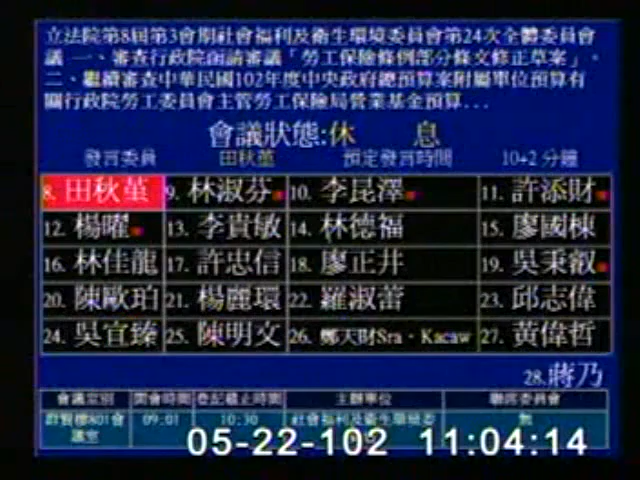 立法院第8屆第3會期社會福利及衛生環境委員會第24次全體委員會
議 一、審查行政院函請審議「勞工保險條例部分條文修正草案」。
二、繼續審查中華民國102年度中央政府總預算案附屬單位預算有
關行政院勞工委員會主管勞工保險局營業基金預算...
會議狀態:休 息
發言委員 田秋堇 預定發言時間 10+2 分鐘
8. 田秋堇 9. 林淑芬 10. 李昆澤 11. 許添財
12. 楊曜 13. 李貴敏 14. 林德福 15. 廖國棟
16. 林佳龍 17. 許忠信 18. 廖正井 19. 吳秉叡
20. 陳歐珀 21. 楊麗環 22. 羅淑蕾 23. 邱志偉
24. 吳宜臻 25. 陳明文 26. 鄭天財Sra·Kacaw 27. 黃偉哲
28. 蔣乃
會議室別 開會時間 登記截止時間 主辦單位 聯席委員會
群賢樓801會 09:01 10:30 社會福利及衛生環境委 無
議室
05-22-102 11:04:14